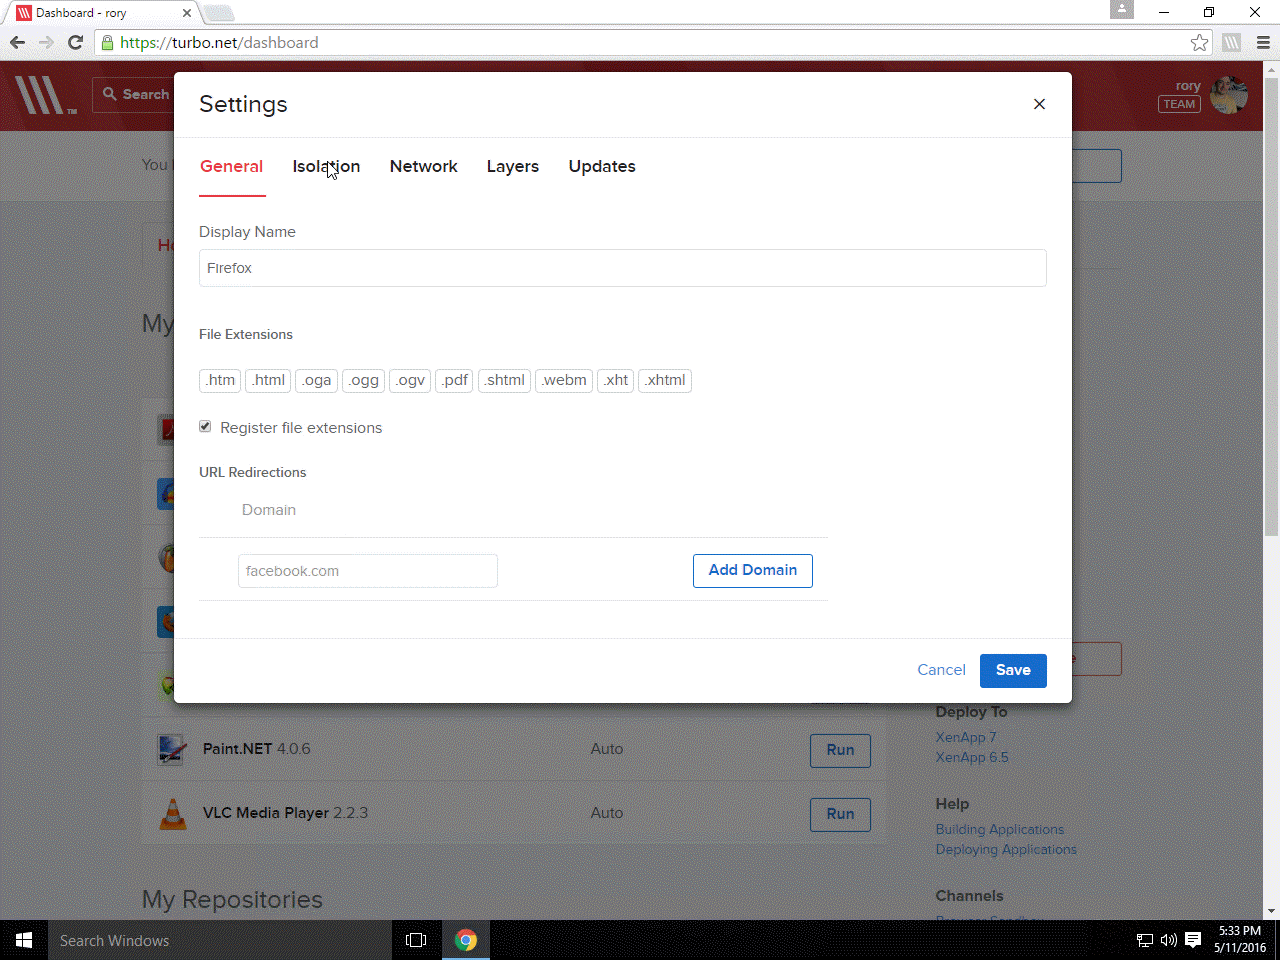 Dashboard - rory
https://turbo.net/dashboard
Search
rory
TEAM
You
Settings
General Isolation Network Layers Updates
Display Name
Firefox
My
File Extensions
.htm .html .oga .ogg .ogv .pdf .shtml .webm .xht .xhtml
Register file extensions
URL Redirections
Domain
facebook.com
Add Domain
Cancel Save
Deploy To
XenApp 7
XenApp 6.5
Paint.NET 4.0.6 Auto Run
VLC Media Player 2.2.3 Auto Run
Help
Building Applications
Deploying Applications
My Repositories
Channels
Search Windows
5:33 PM
5/11/2016